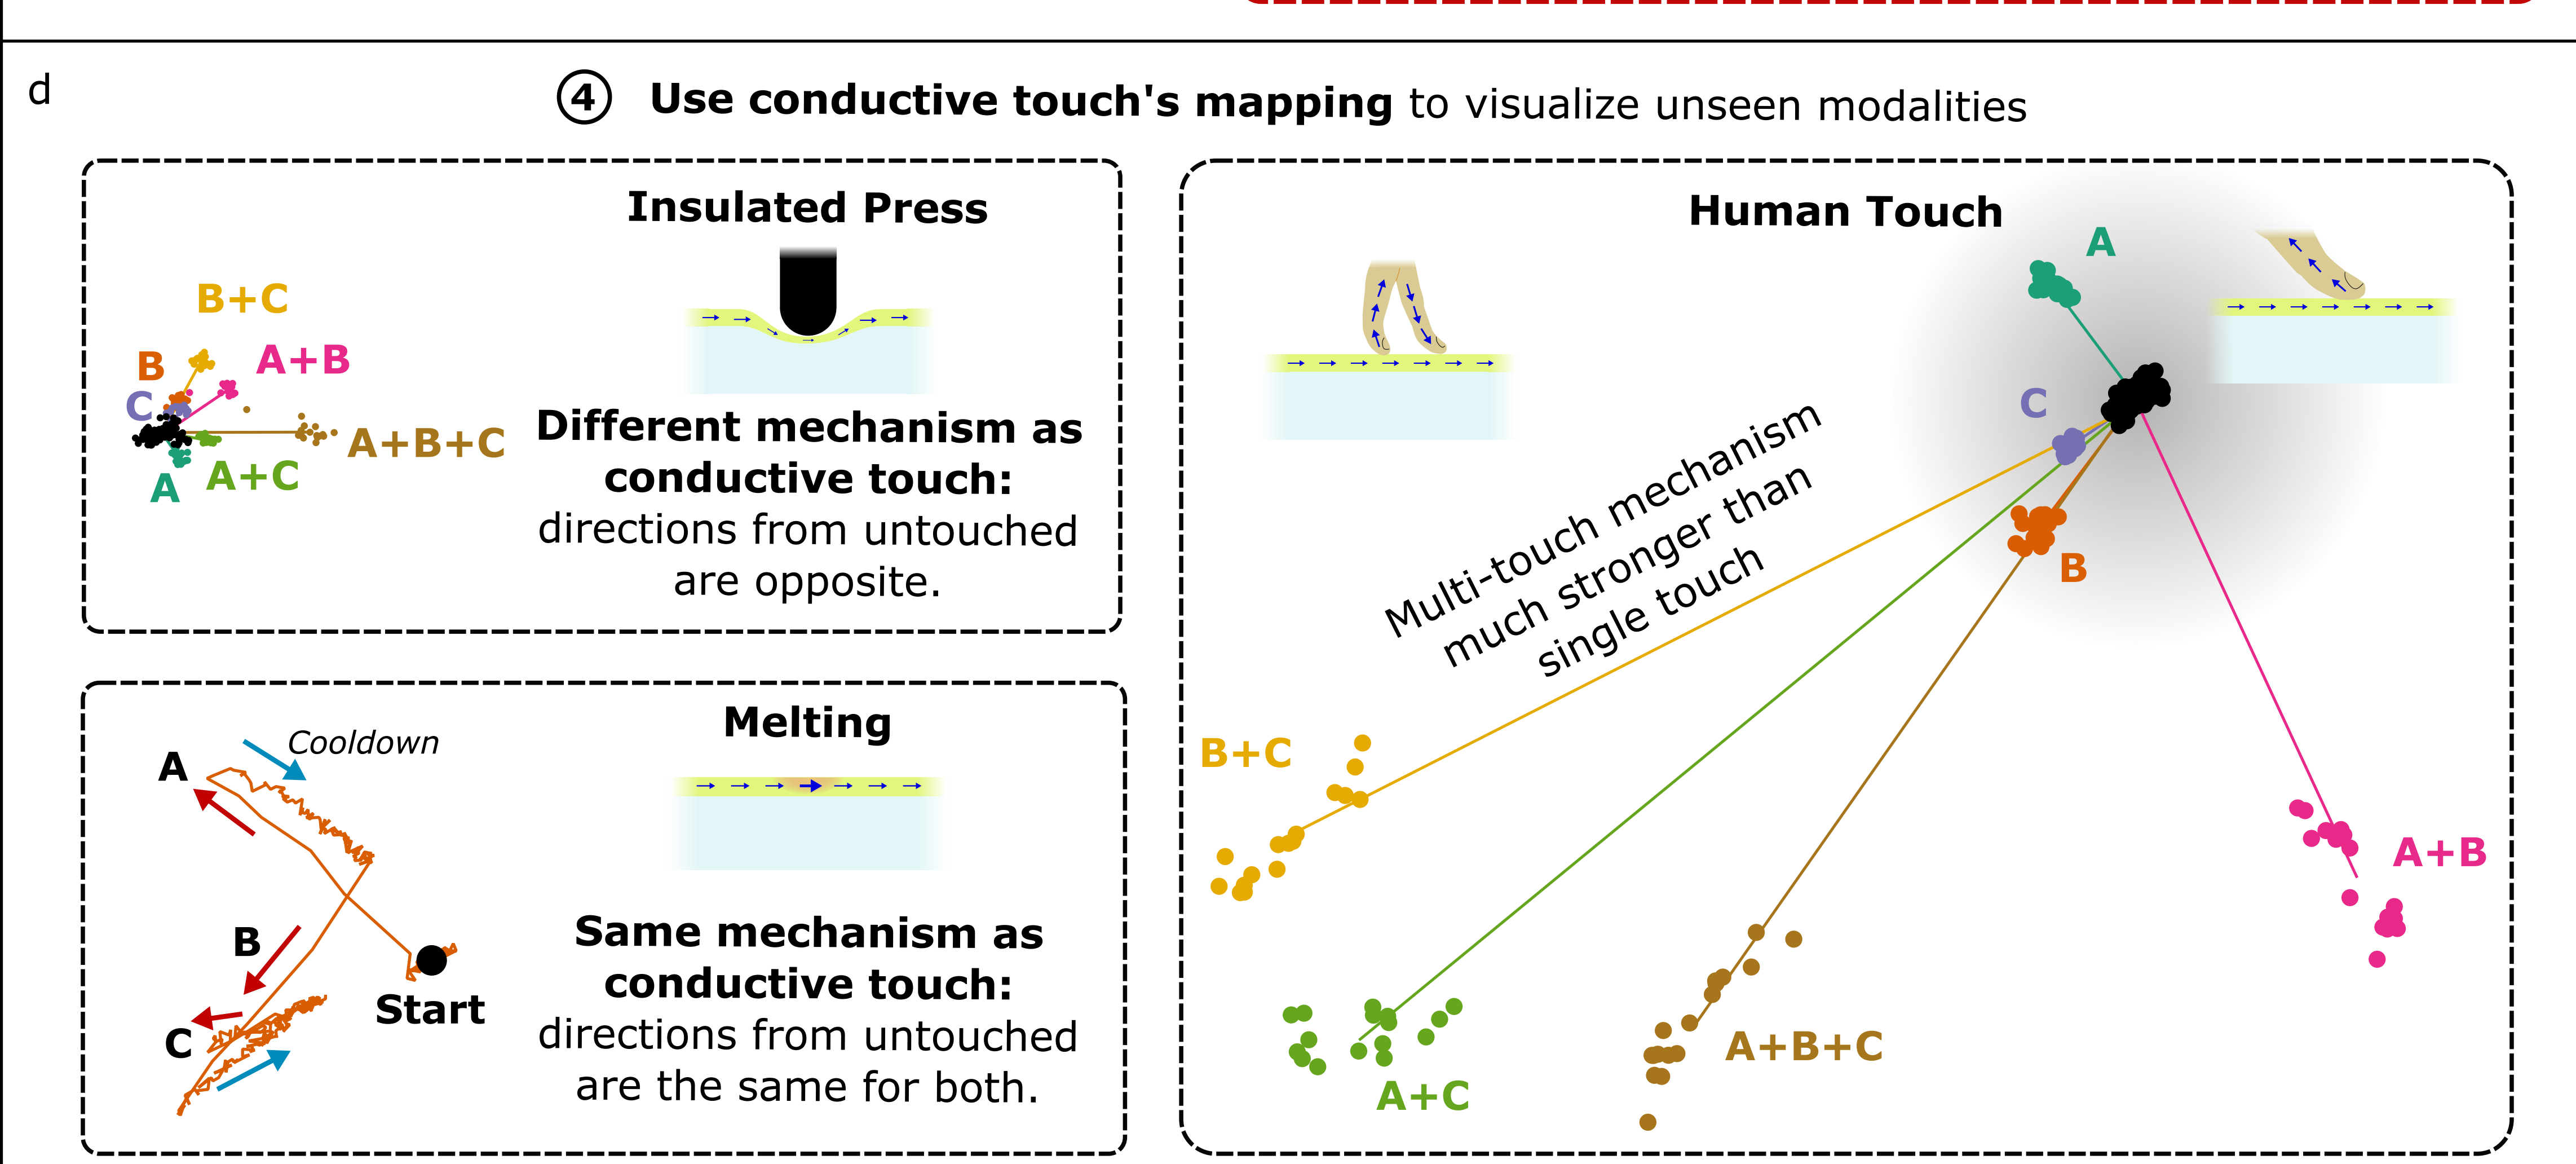 d
④ Use conductive touch's mapping to visualize unseen modalities
Insulated Press
B+C
B
A+B
C
A+B+C
A+C
A
Different mechanism as
conductive touch:
directions from untouched
are opposite.
Melting
Cooldown
A
B
C
Start
Same mechanism as
conductive touch:
directions from untouched
are the same for both.
Human Touch
A
C
B
Multi-touch mechanism
much stronger than
single touch
B+C
A+B
A+B+C
A+C